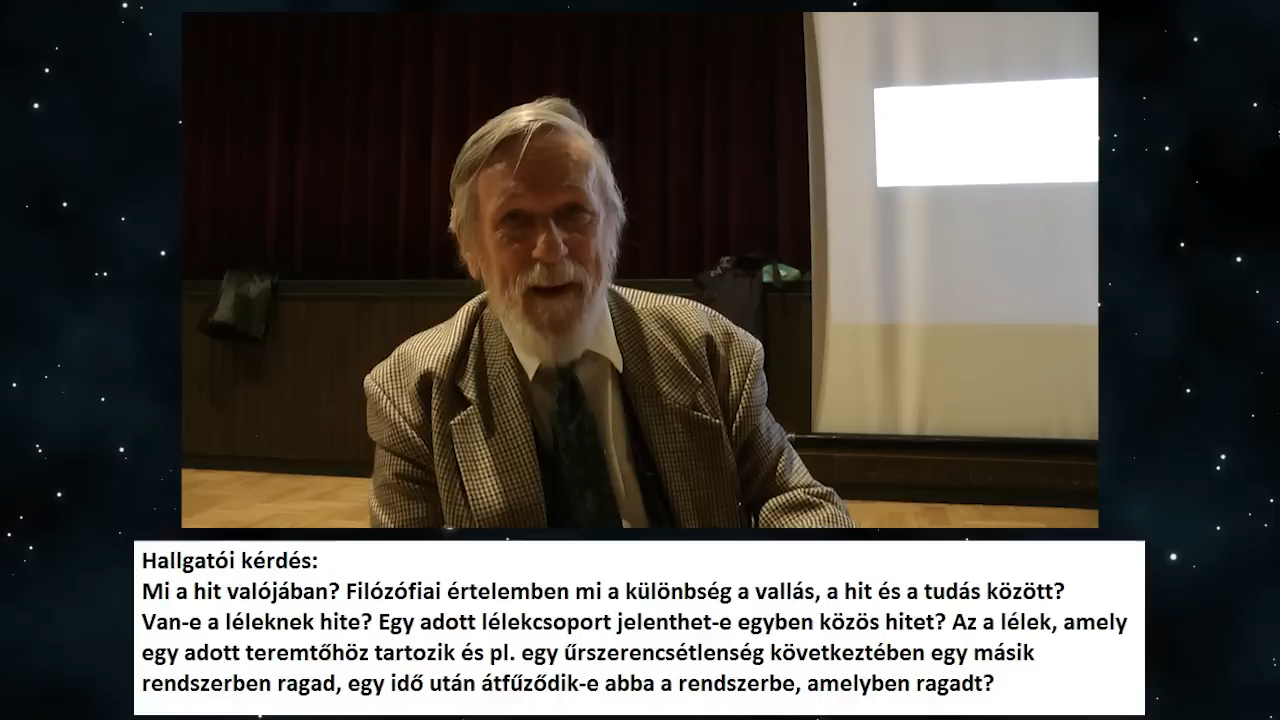 Hallgatói kérdés:
Mi a hit valójában? Filózófiai értelemben mi a különbség a vallás, a hit és a tudás között?
Van-e a léleknek hite? Egy adott lélekcsoport jelenthet-e egyben közös hitet? Az a lélek, amely
egy adott teremtőhöz tartozik és pl. egy űrszerencsétlenség következtében egy másik
rendszerben ragad, egy idő után átfűződik-e abba a rendszerbe, amelyben ragadt?